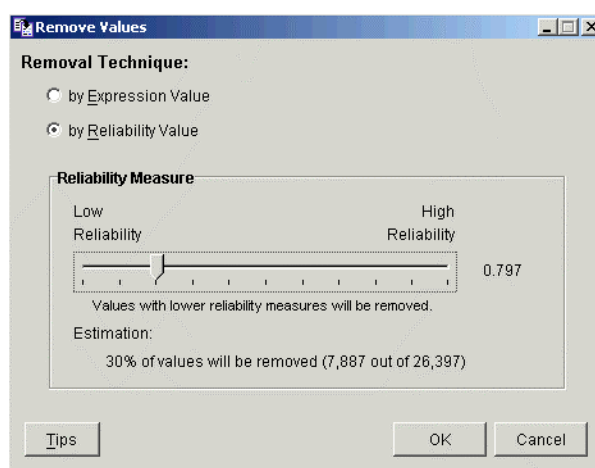 Remove Values
Removal Technique:
by Expression Value
by Reliability Value
Reliability Measure
Low Reliability
High Reliability
0.797
Values with lower reliability measures will be removed.
Estimation:
30% of values will be removed (7,887 out of 26,397)
Tips
OK
Cancel